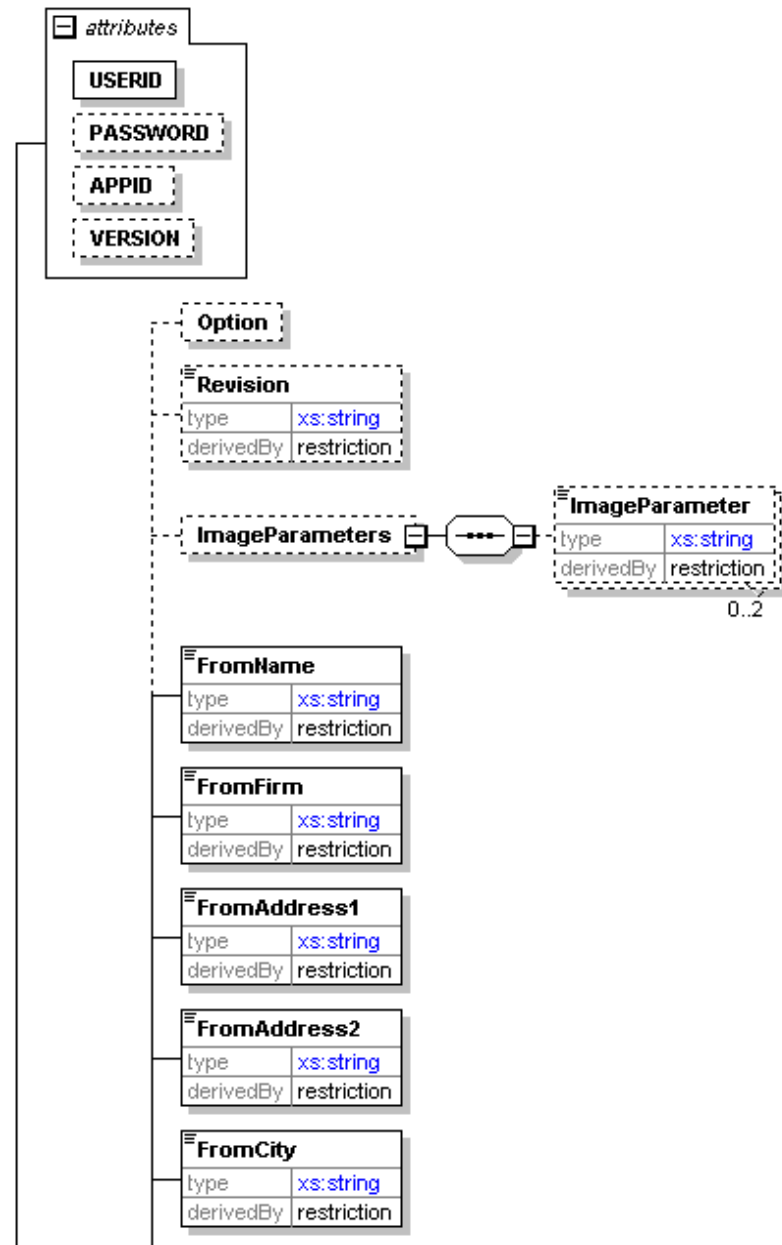 attributes
USERID
PASSWORD
APPID
VERSION
Option
Revision
type xs:string
derivedBy restriction
ImageParameters
ImageParameter
type xs:string
derivedBy restriction
0..2
FromName
type xs:string
derivedBy restriction
FromFirm
type xs:string
derivedBy restriction
FromAddress1
type xs:string
derivedBy restriction
FromAddress2
type xs:string
derivedBy restriction
FromCity
type xs:string
derivedBy restriction